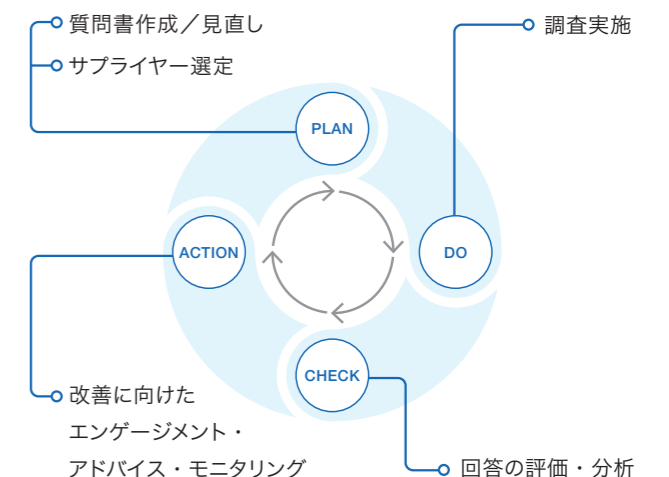 質問書作成／見直し
サプライヤー選定
調査実施
PLAN
ACTION
DO
CHECK
改善に向けた
エンゲージメント・
アドバイス・モニタリング
回答の評価・分析